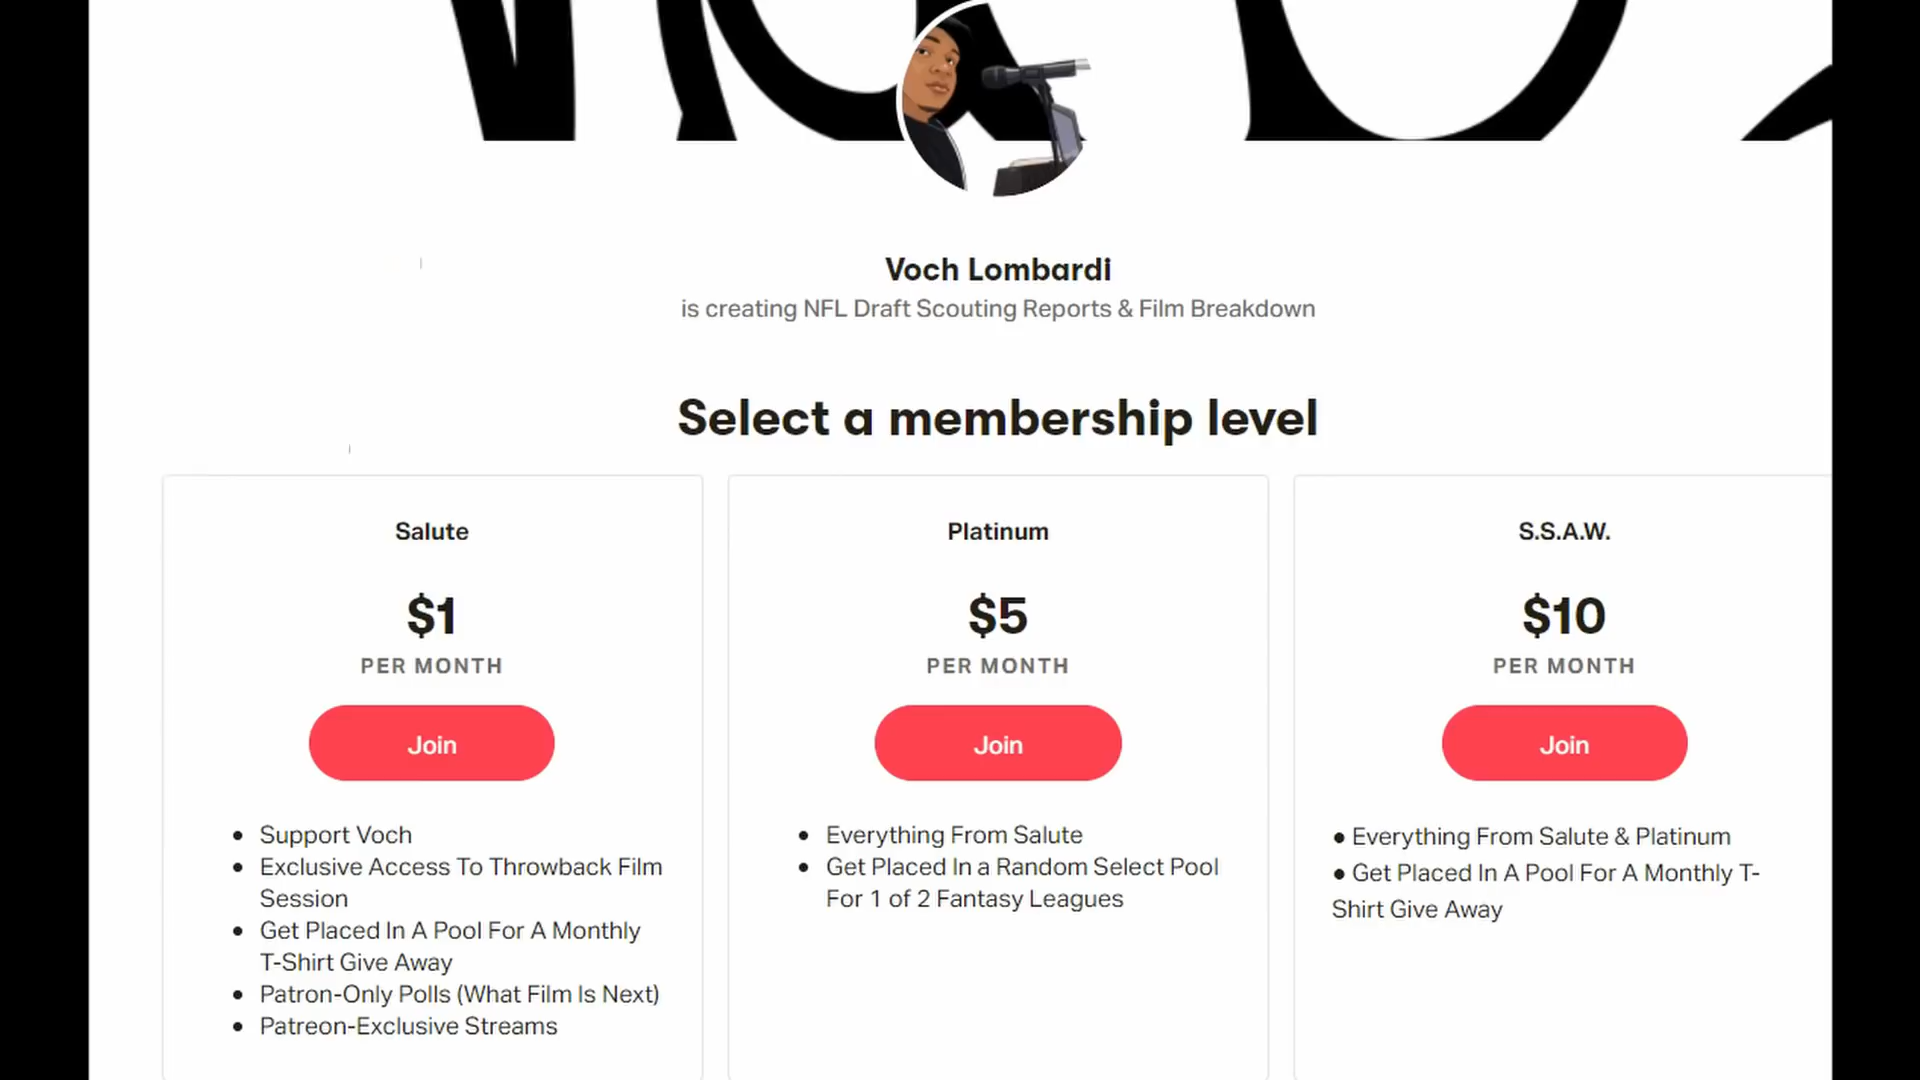 Voch Lombardi
is creating NFL Draft Scouting Reports & Film Breakdown
Select a membership level
Salute
$1
PER MONTH
Join
• Support Voch
• Exclusive Access To Throwback Film
Session
• Get Placed In A Pool For A Monthly
T-Shirt Give Away
• Patron-Only Polls (What Film Is Next)
• Patreon-Exclusive Streams
Platinum
$5
PER MONTH
Join
• Everything From Salute
• Get Placed In a Random Select Pool
For 1 of 2 Fantasy Leagues
S.S.A.W.
$10
PER MONTH
Join
● Everything From Salute & Platinum
● Get Placed In A Pool For A Monthly T-
Shirt Give Away